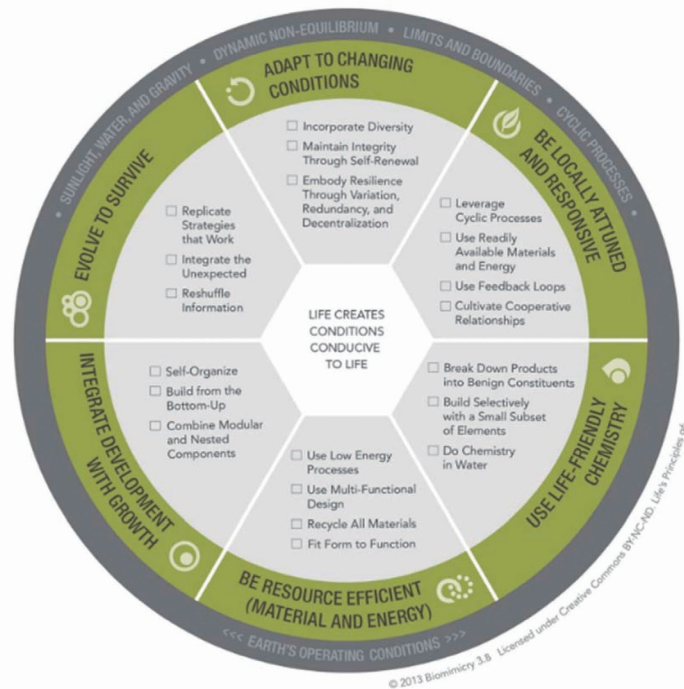 • SUNLIGHT, WATER, AND GRAVITY • DYNAMIC NON-EQUILIBRIUM • LIMITS AND BOUNDARIES • CYCLIC PROCESSES •
ADAPT TO CHANGING
CONDITIONS
Incorporate Diversity
Maintain Integrity
Through Self-Renewal
Embody Resilience
Through Variation,
Redundancy, and
Decentralization
BE LOCALLY ATTUNED
AND RESPONSIVE
Leverage
Cyclic Processes
Use Readily
Available Materials
and Energy
Use Feedback Loops
Cultivate Cooperative
Relationships
USE LIFE-FRIENDLY
CHEMISTRY
Break Down Products
into Benign Constituents
Build Selectively
with a Small Subset
of Elements
Do Chemistry
in Water
BE RESOURCE EFFICIENT
(MATERIAL AND ENERGY)
Use Low Energy
Processes
Use Multi-Functional
Design
Recycle All Materials
Fit Form to Function
INTEGRATE DEVELOPMENT
WITH GROWTH
Self-Organize
Build from the
Bottom-Up
Combine Modular
and Nested
Components
EVOLVE TO SURVIVE
Replicate
Strategies
that Work
Integrate the
Unexpected
Reshuffle
Information
LIFE CREATES
CONDITIONS
CONDUCIVE
TO LIFE
<<< EARTH'S OPERATING CONDITIONS >>>
© 2013 Biomimicry 3.8 Licensed under Creative Commons BY-NC-ND. Life's Principles of